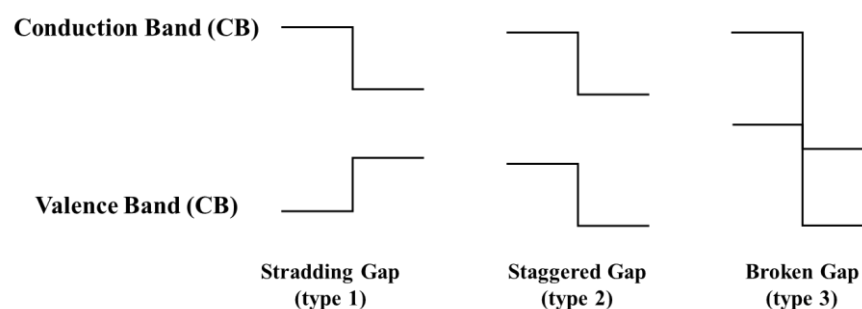 Conduction Band (CB)
Valence Band (CB)
Stradding Gap
(type 1)
Staggered Gap
(type 2)
Broken Gap
(type 3)